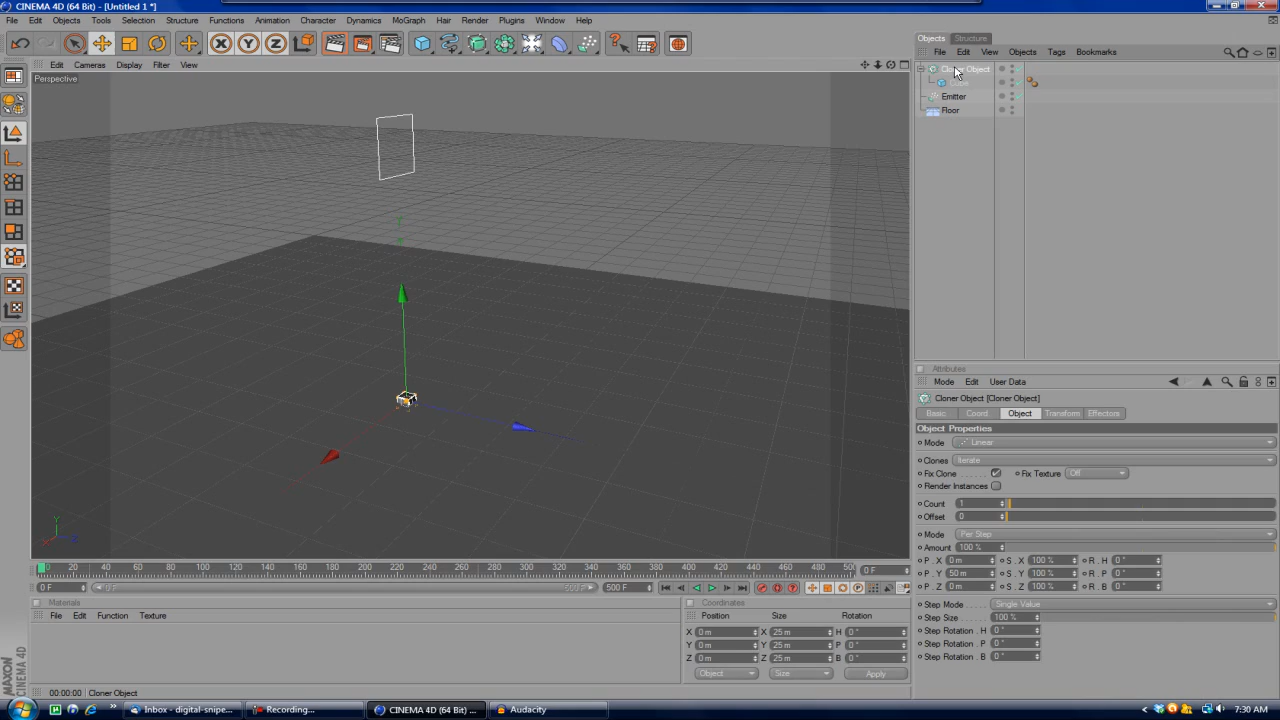 CINEMA 4D (64 Bit) - [Untitled 1 *]
File Edit Objects Tools Selection Structure Functions Animation Character Dynamics MoGraph Hair Render Plugins Window Help
Objects Structure
File Edit View Objects Tags Bookmarks
Edit Cameras Display Filter View
Perspective
Cloner Object
Cube
Emitter
Floor
Attributes
Mode Edit User Data
Cloner Object [Cloner Object]
Basic Coord. Object Transform Effectors
Object Properties
Mode Linear
Clones Iterate
Fix Clone Fix Texture Off
Render Instances
Count 1
Offset 0
Mode Per Step
Amount 100 %
P . X 0 m S . X 100 % R . H 0 °
P . Y 50 m S . Y 100 % R . P 0 °
P . Z 0 m S . Z 100 % R . B 0 °
Step Mode Single Value
Step Size 100 %
Step Rotation . H 0 °
Step Rotation . P 0 °
Step Rotation . B 0 °
Y
X Z
20 40 60 80 100 120 140 160 180 200 220 240 260 280 300 320 340 360 380 400 420 440 460 480 0 F
0 F 0 F 500 F 500 F
Materials
File Edit Function Texture
Coordinates
Position Size Rotation
X 0 m X 25 m H 0 °
Y 0 m Y 25 m P 0 °
Z 0 m Z 25 m B 0 °
Object Size Apply
MAXON CINEMA 4D
00:00:00 Cloner Object
Inbox - digital-snipe... Recording... CINEMA 4D (64 Bit) ... Audacity 7:30 AM